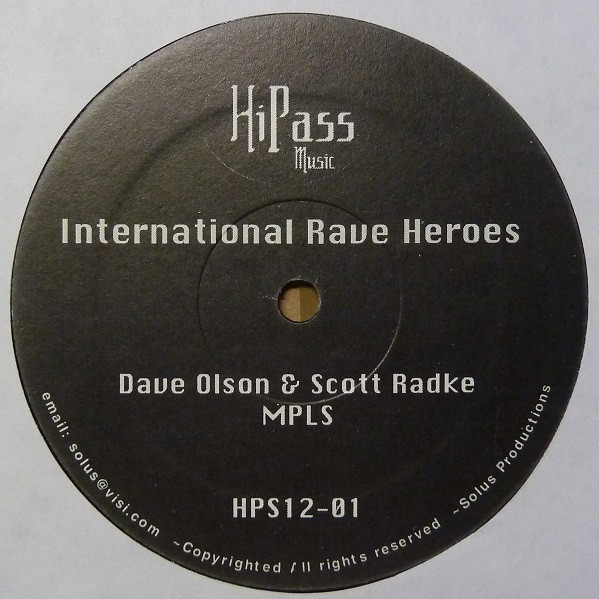 HiPass
Music
International Rave Heroes
Dave Olson & Scott Radke
MPLS
HPS12-01
email: solus@visi.com ~Copyrighted /ll rights reserved ~Solus Productions